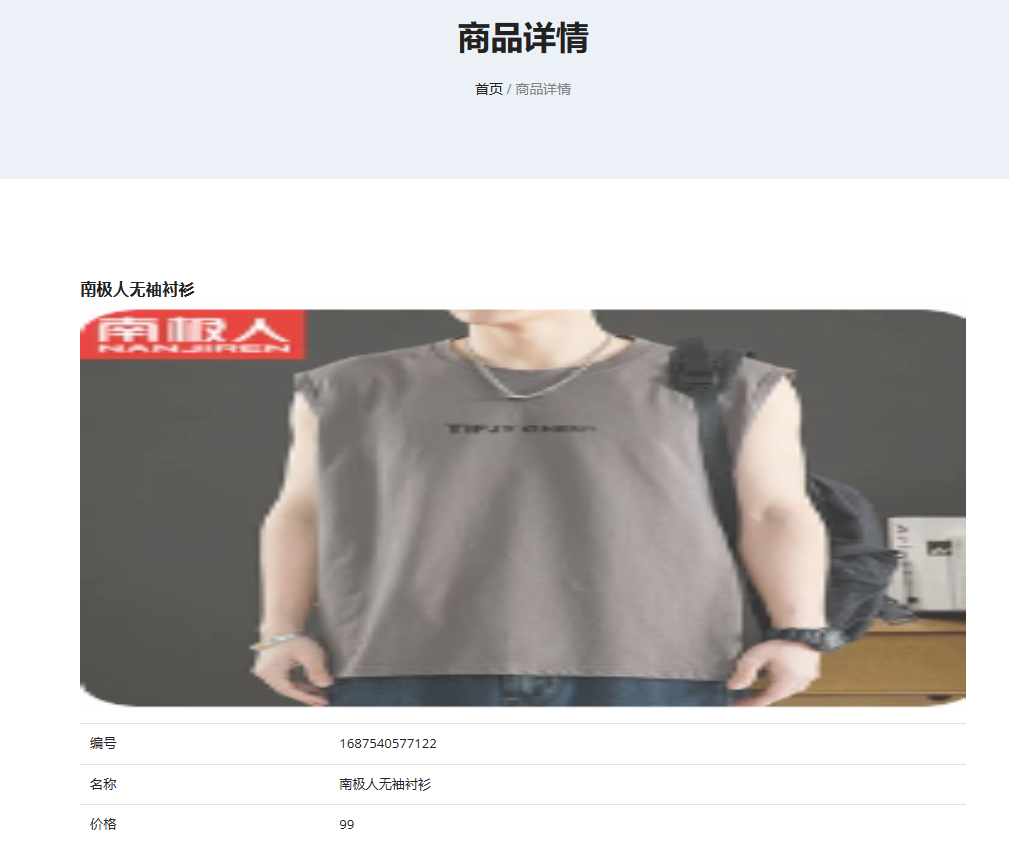 商品详情
首页 / 商品详情
南极人无袖衬衫
南极人
NANJIREN
编号 1687540577122
名称 南极人无袖衬衫
价格 99